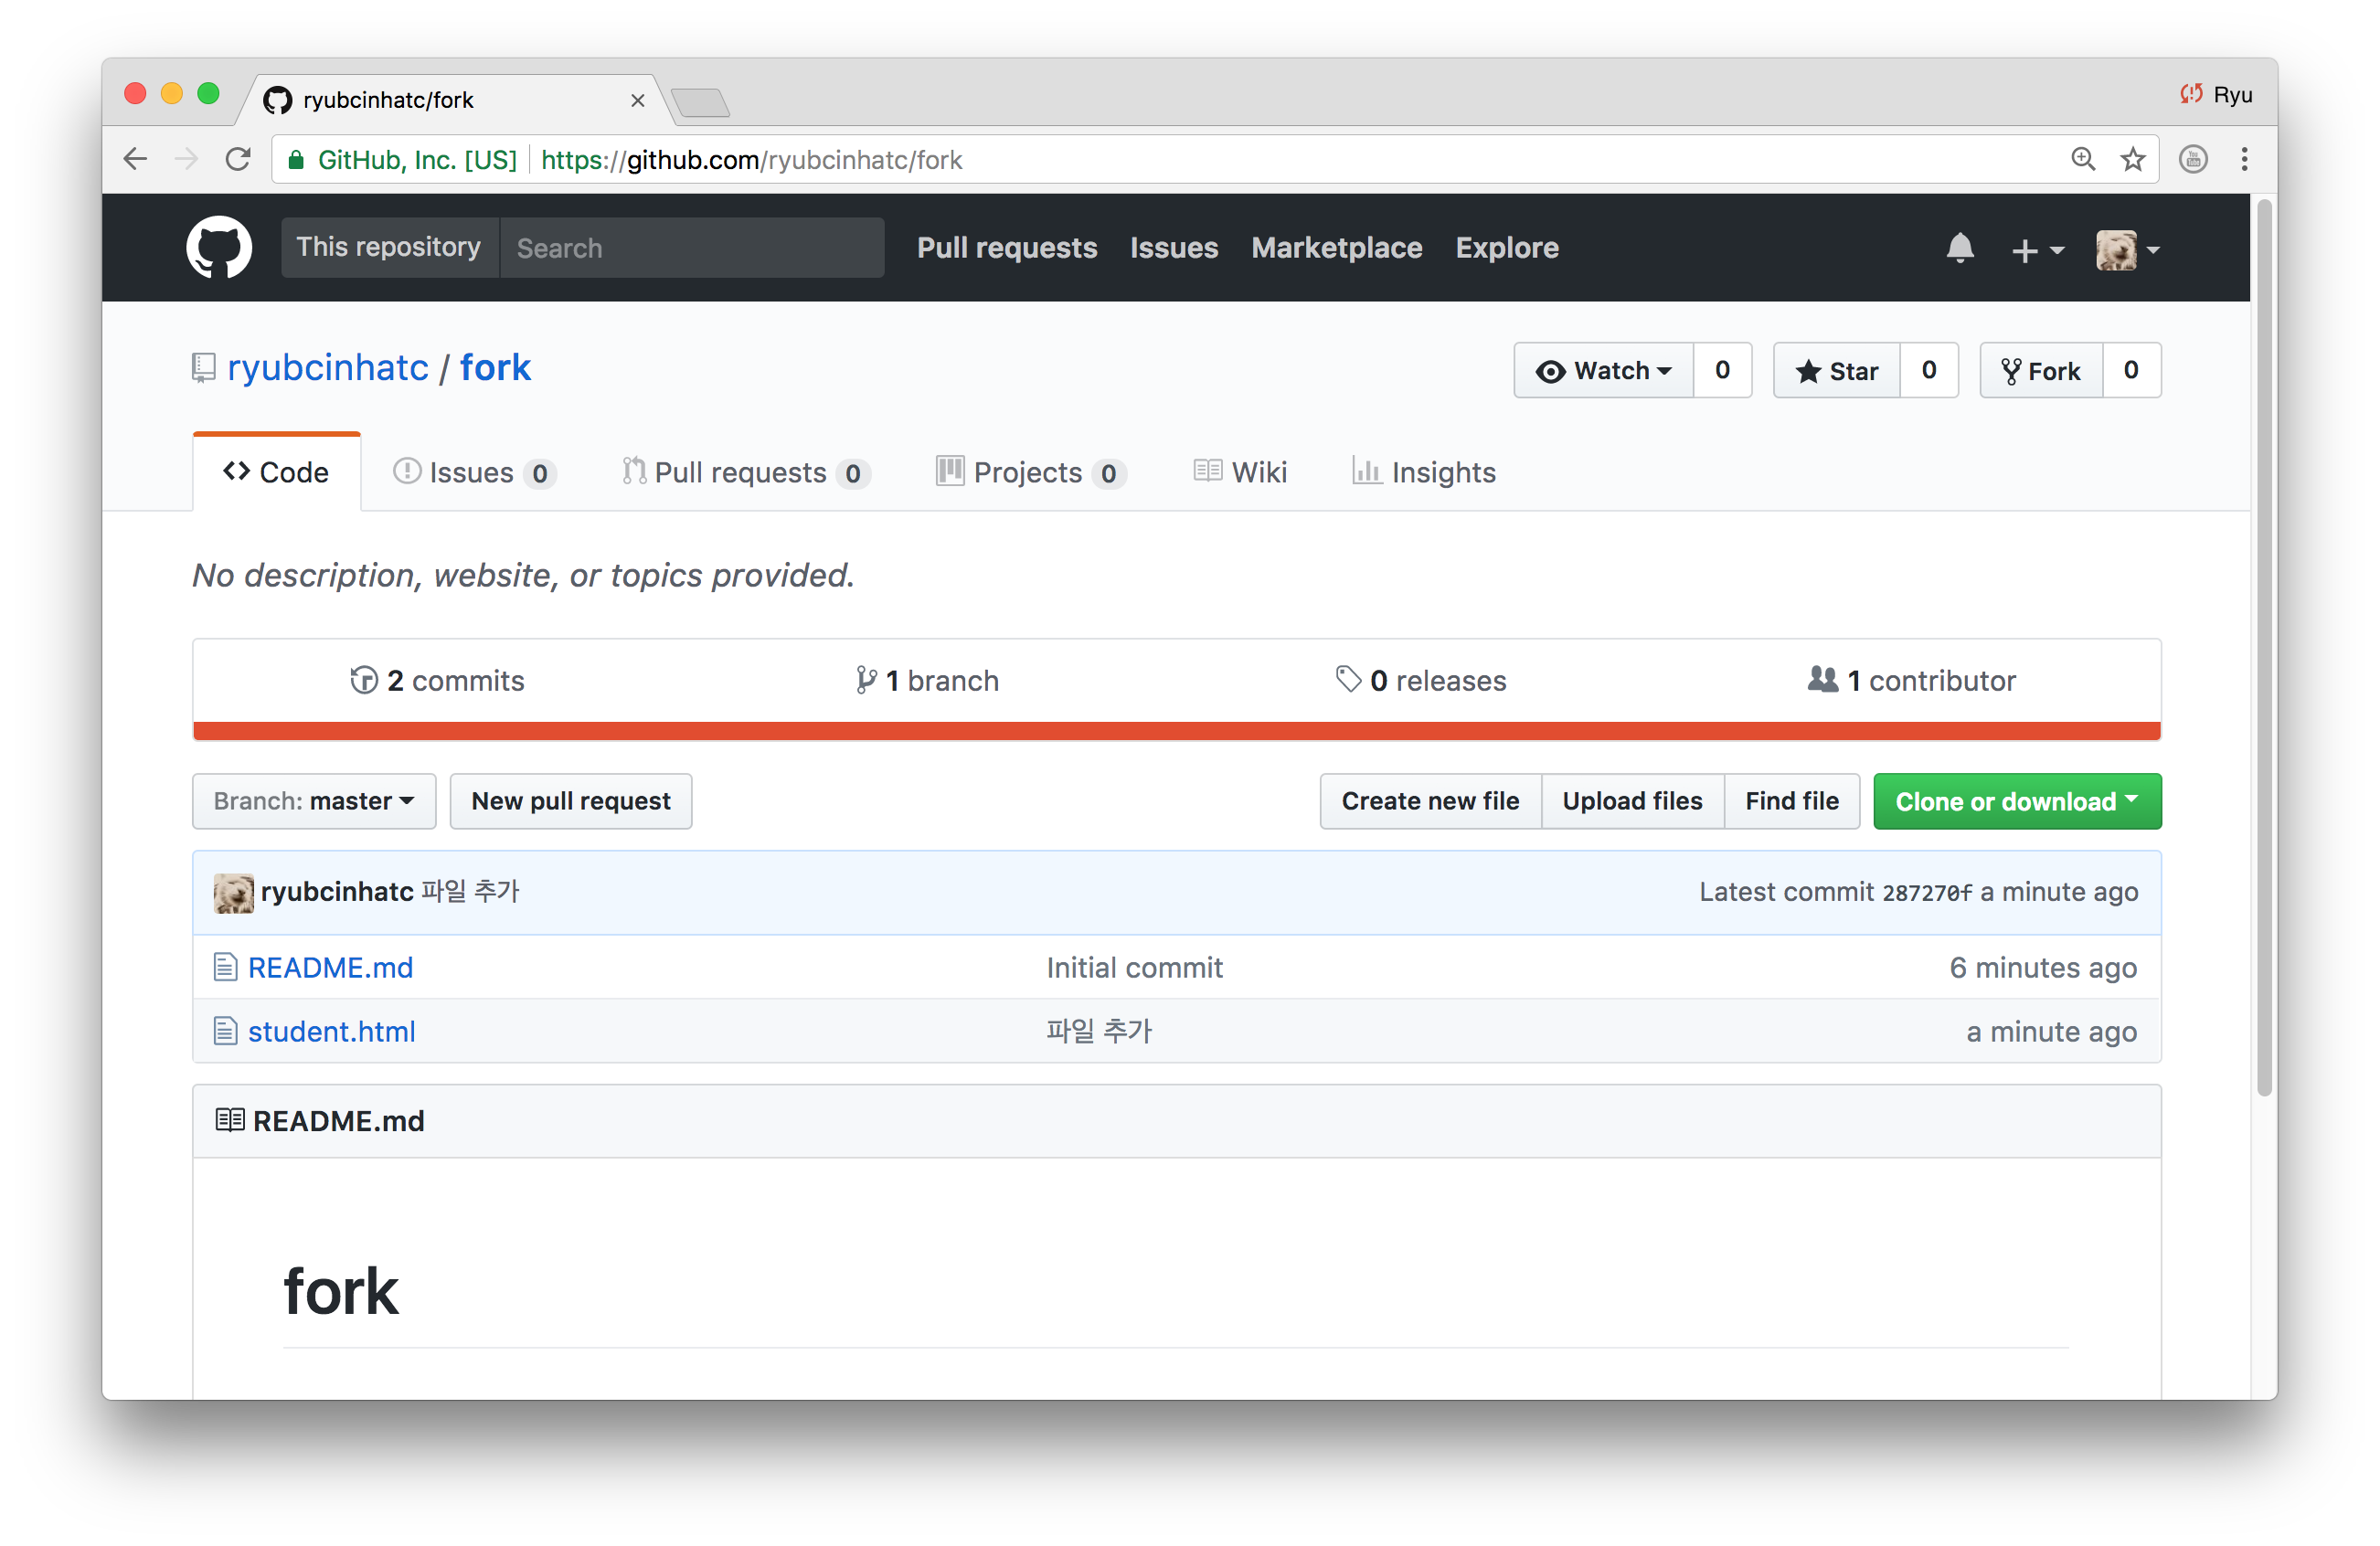 ryubcinhatc/fork
Ryu
GitHub, Inc. [US] https://github.com/ryubcinhatc/fork
This repository Search Pull requests Issues Marketplace Explore
ryubcinhatc / fork
Watch 0 Star 0 Fork 0
Code Issues 0 Pull requests 0 Projects 0 Wiki Insights
No description, website, or topics provided.
2 commits 1 branch 0 releases 1 contributor
Branch: master New pull request Create new file Upload files Find file Clone or download
ryubcinhatc 파일 추가 Latest commit 287270f a minute ago
README.md Initial commit 6 minutes ago
student.html 파일 추가 a minute ago
README.md
fork